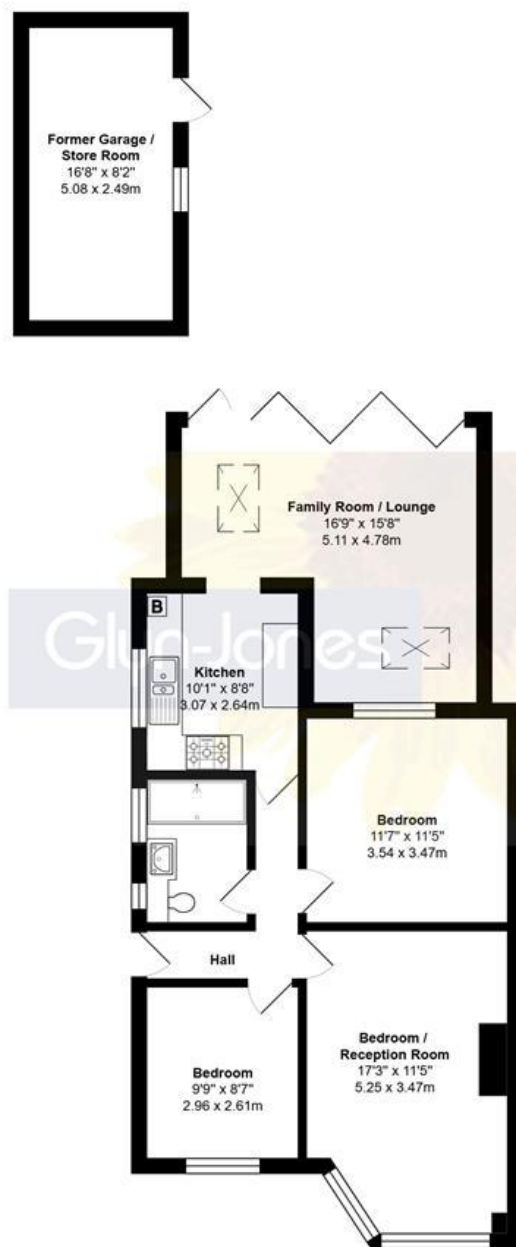 Former Garage /
Store Room
16'8" x 8'2"
5.08 x 2.49m
Family Room / Lounge
16'9" x 15'8"
5.11 x 4.78m
B
Glyn-Jones
Kitchen
10'1" x 8'8"
3.07 x 2.64m
Bedroom
11'7" x 11'5"
3.54 x 3.47m
Hall
Bedroom /
Reception Room
17'3" x 11'5"
5.25 x 3.47m
Bedroom
9'9" x 8'7"
2.96 x 2.61m